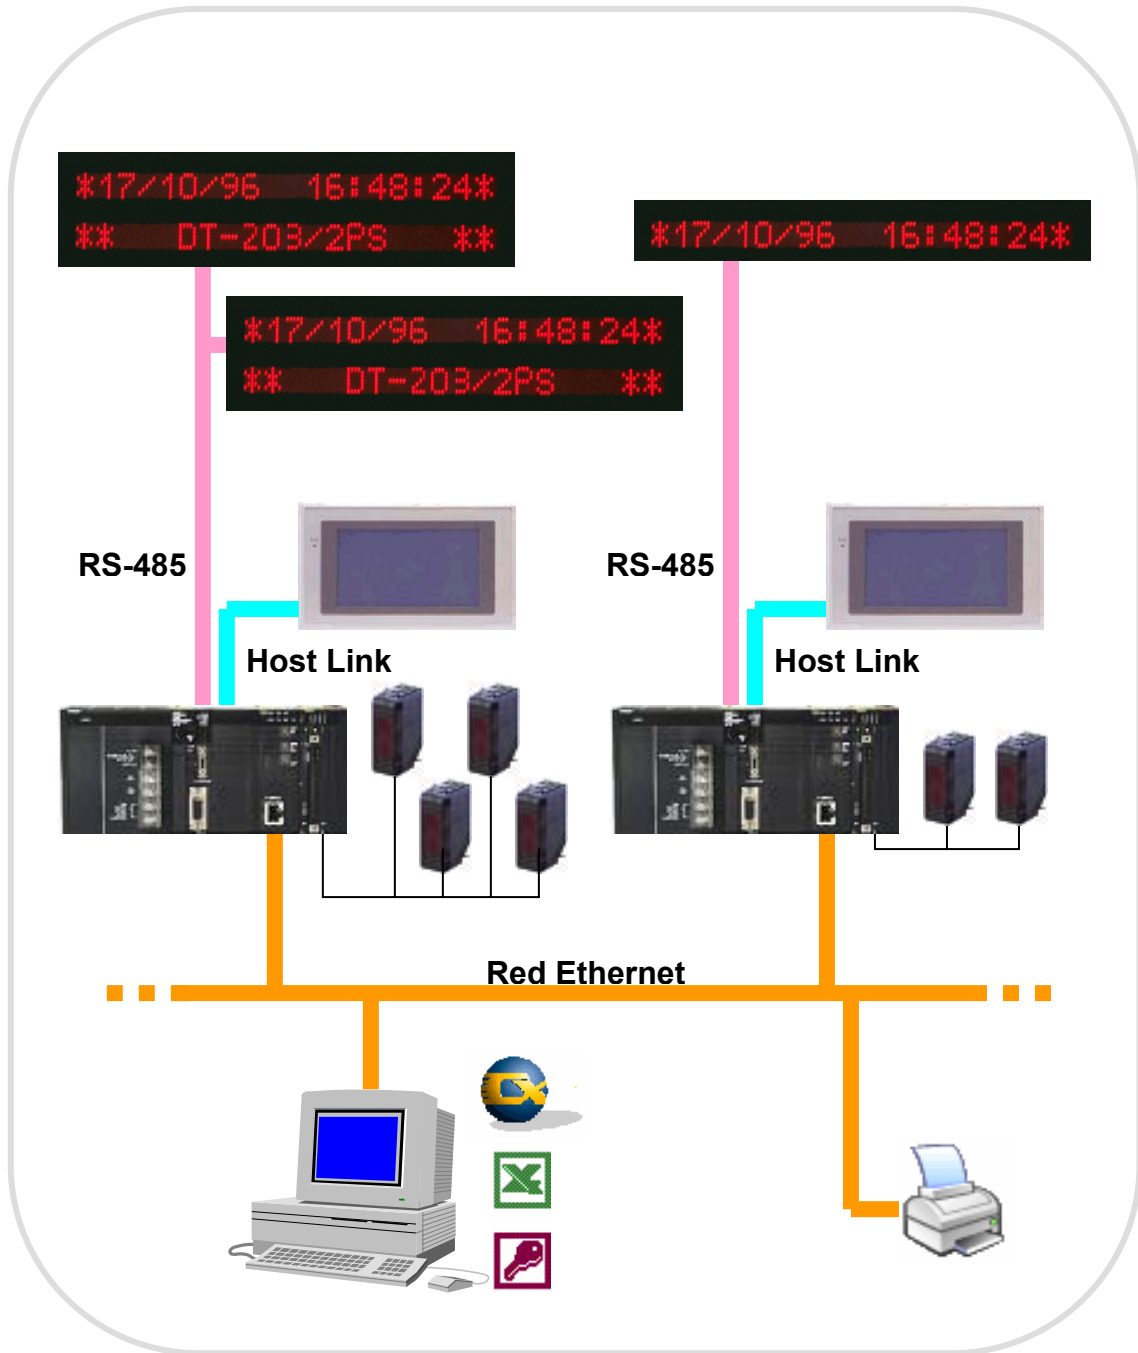 *17/10/96 16:48:24*
** DT-203/2PS **
*17/10/96 16:48:24*
*17/10/96 16:48:24*
** DT-203/2PS **
RS-485
RS-485
Host Link
Host Link
Red Ethernet